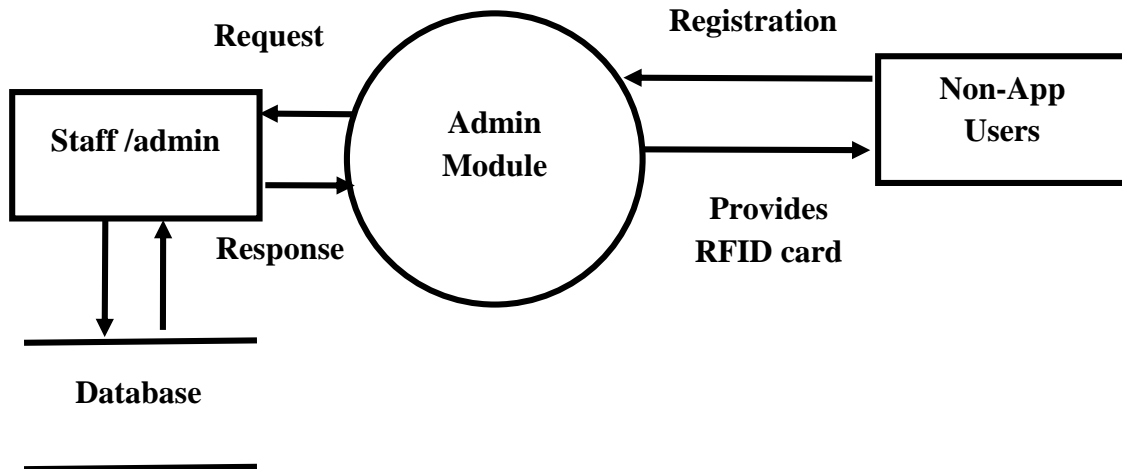 Request
Registration
Staff /admin
Admin
Module
Non-App
Users
Response
Provides
RFID card
Database